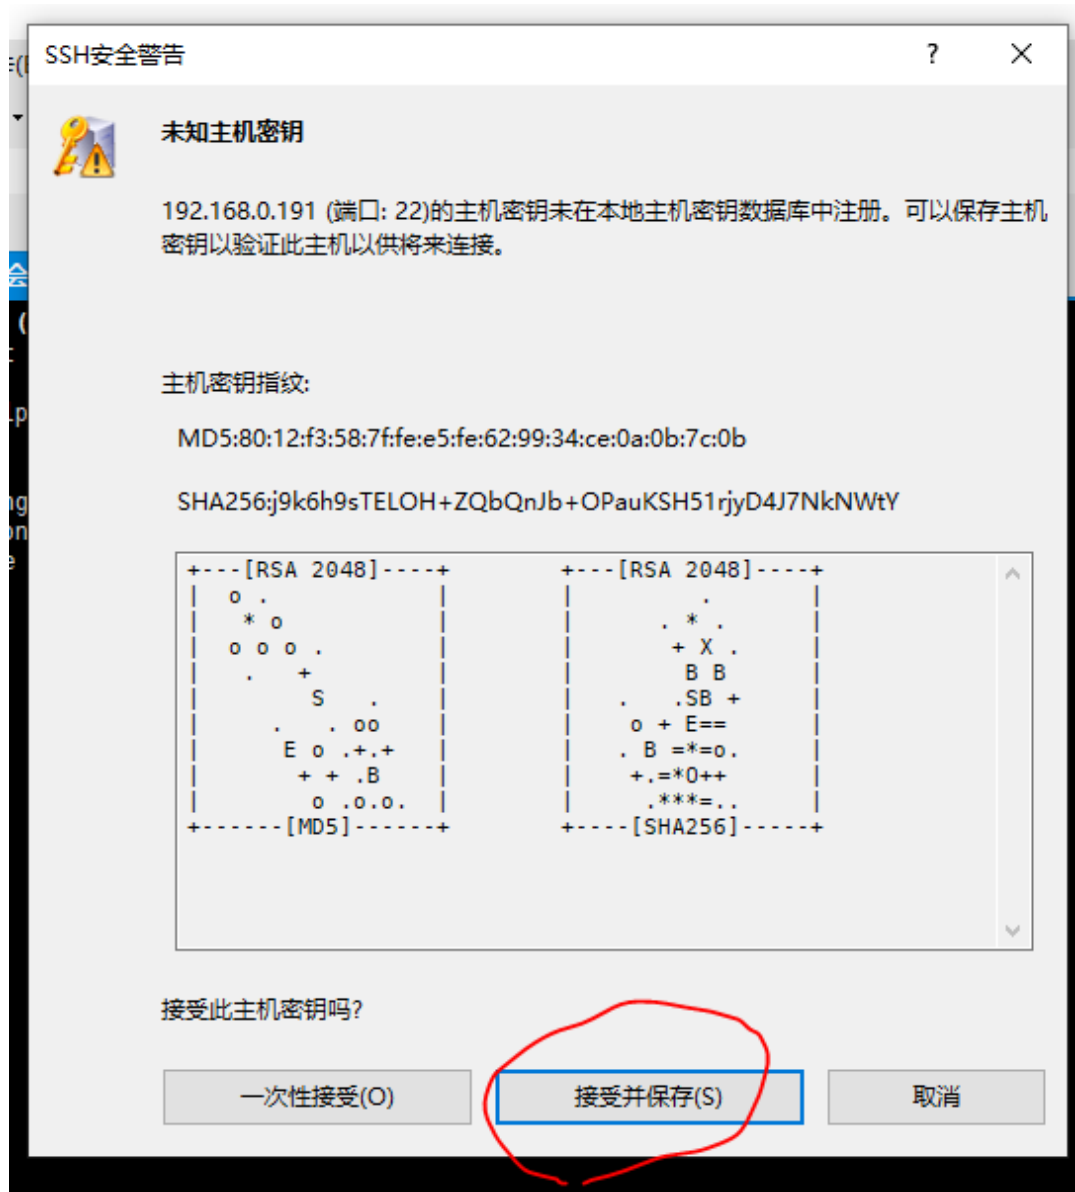 SSH安全警告
未知主机密钥
192.168.0.191 (端口: 22)的主机密钥未在本地主机密钥数据库中注册。可以保存主机
密钥以验证此主机以供将来连接。
主机密钥指纹:
MD5:80:12:f3:58:7f:fe:e5:fe:62:99:34:ce:0a:0b:7c:0b
SHA256:j9k6h9sTELOH+ZQbQnJb+OPauKSH51rjyD4J7NkNWtY
+---[RSA 2048]----+        +---[RSA 2048]----+
|  o .            |        |         .       |
|   * o           |        |      . * .      |
|  o o o .        |        |       + X .     |
|   .   +         |        |        B B      |
|        S   .    |        |   .   .SB +     |
|     .   . oo    |        |    o + E==      |
|      E o .+.+   |        |   . B =*=o.     |
|       + + .B    |        |    +.=*O++      |
|        o .o.o.  |        |     .***=..     |
+------[MD5]------+        +----[SHA256]-----+
接受此主机密钥吗?
一次性接受(O) 接受并保存(S) 取消